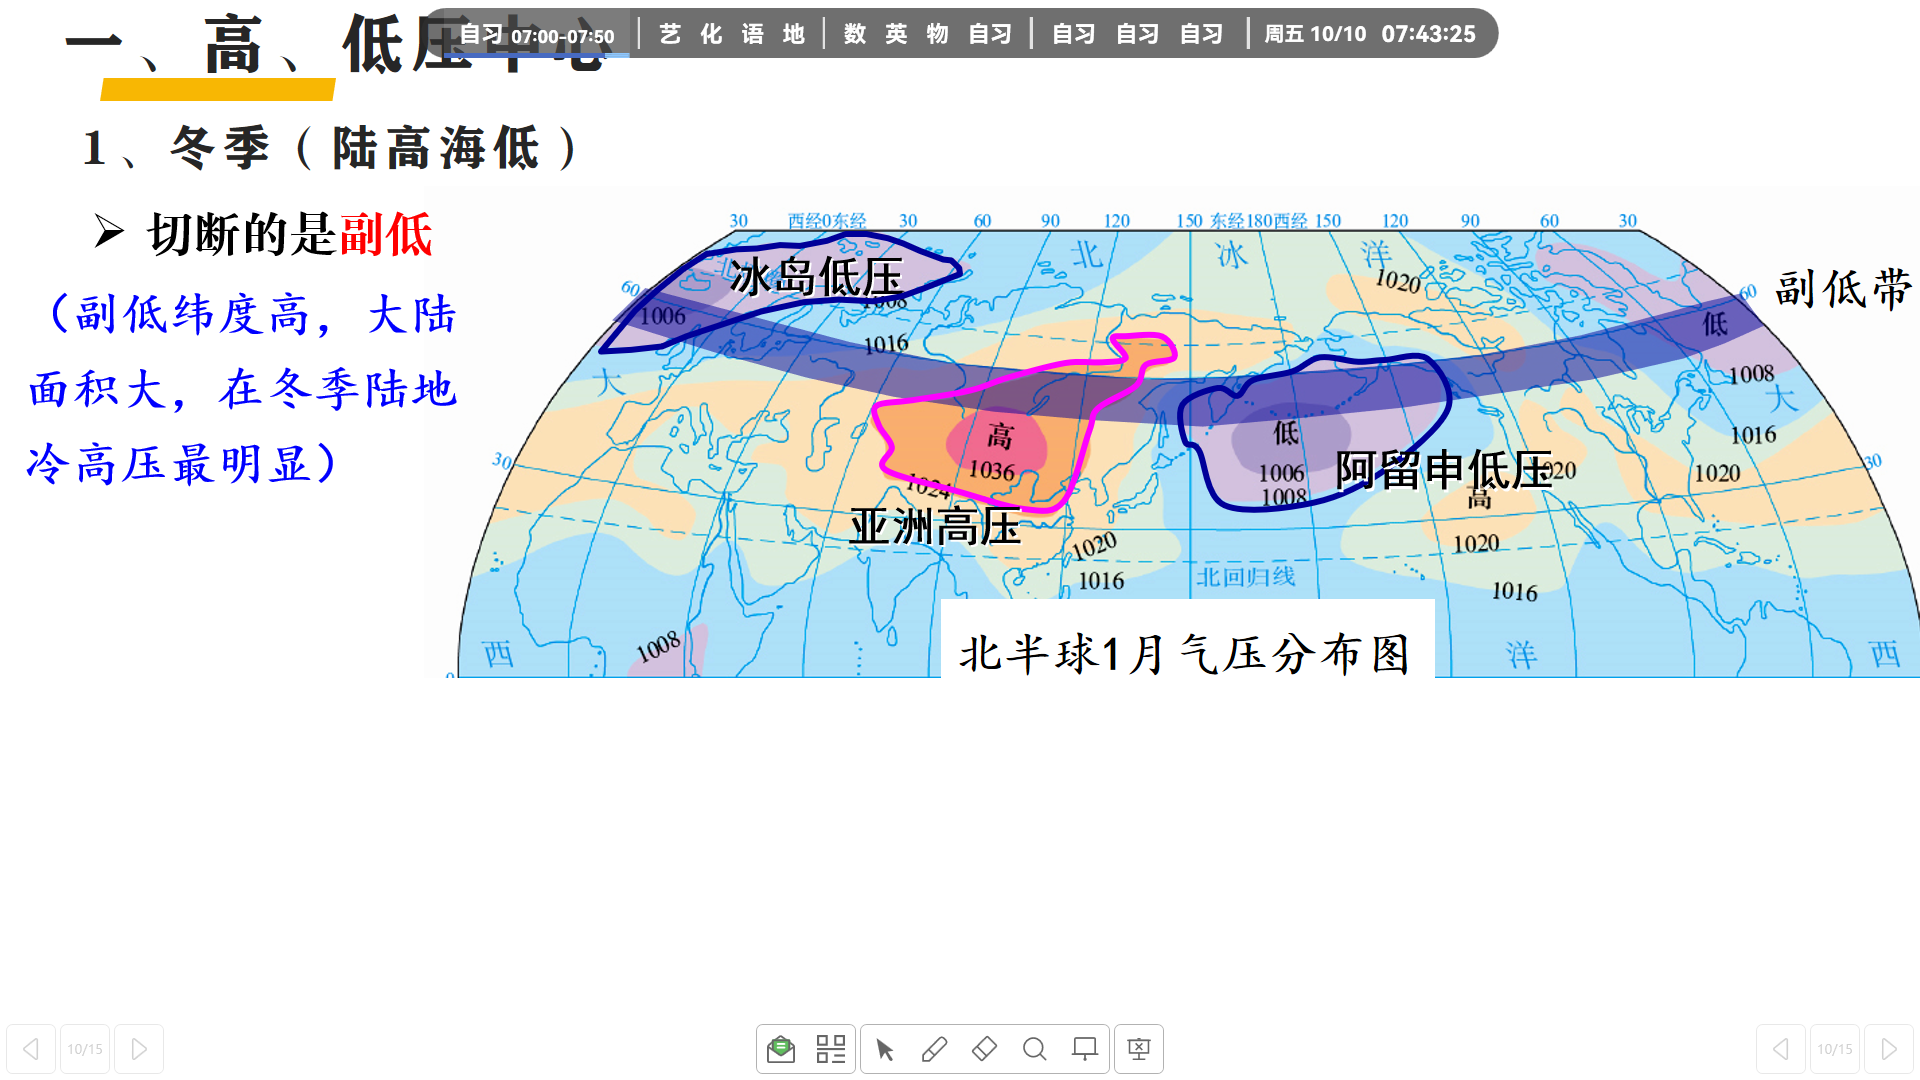 自习 07:00-07:50 艺 化 语 地 数 英 物 自习 自习 自习 自习 周五 10/10 07:43:25
一、高、低压中心
1、冬季（陆高海低）
➢ 切断的是副低
（副低纬度高，大陆
面积大，在冬季陆地
冷高压最明显）
30 西经0东经 30 60 90 120 150 东经180西经 150 120 90 60 30
北 冰 洋
冰岛低压
1020
60
60
副低带
1008
1006
低
1016
1008
大
大
高
低
1016
30
1036
1006
阿留申低压
1020
1020
30
1024
1008
高
亚洲高压
1020
1020
1016
北回归线
1016
1008
西
北半球1月气压分布图
洋
西
0
10/15
10/15